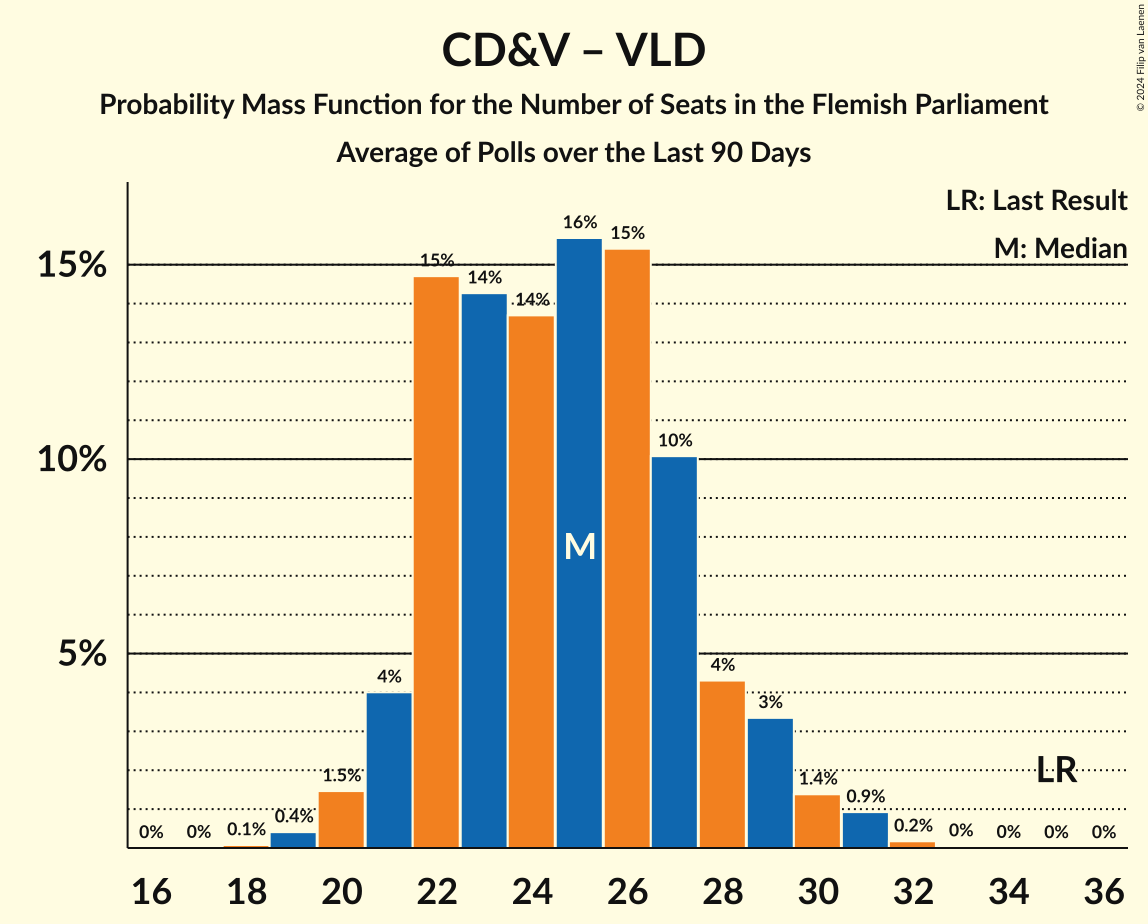 CD&V – VLD
Probability Mass Function for the Number of Seats in the Flemish Parliament
Average of Polls over the Last 90 Days
© 2024 Filip van Laenen
LR: Last Result
M: Median
15%
10%
5%
0%
0%
0.1%
0.4%
1.5%
4%
15%
14%
14%
16%
15%
10%
4%
3%
1.4%
0.9%
0.2%
0%
0%
0%
0%
M
LR
16 18 20 22 24 26 28 30 32 34 36